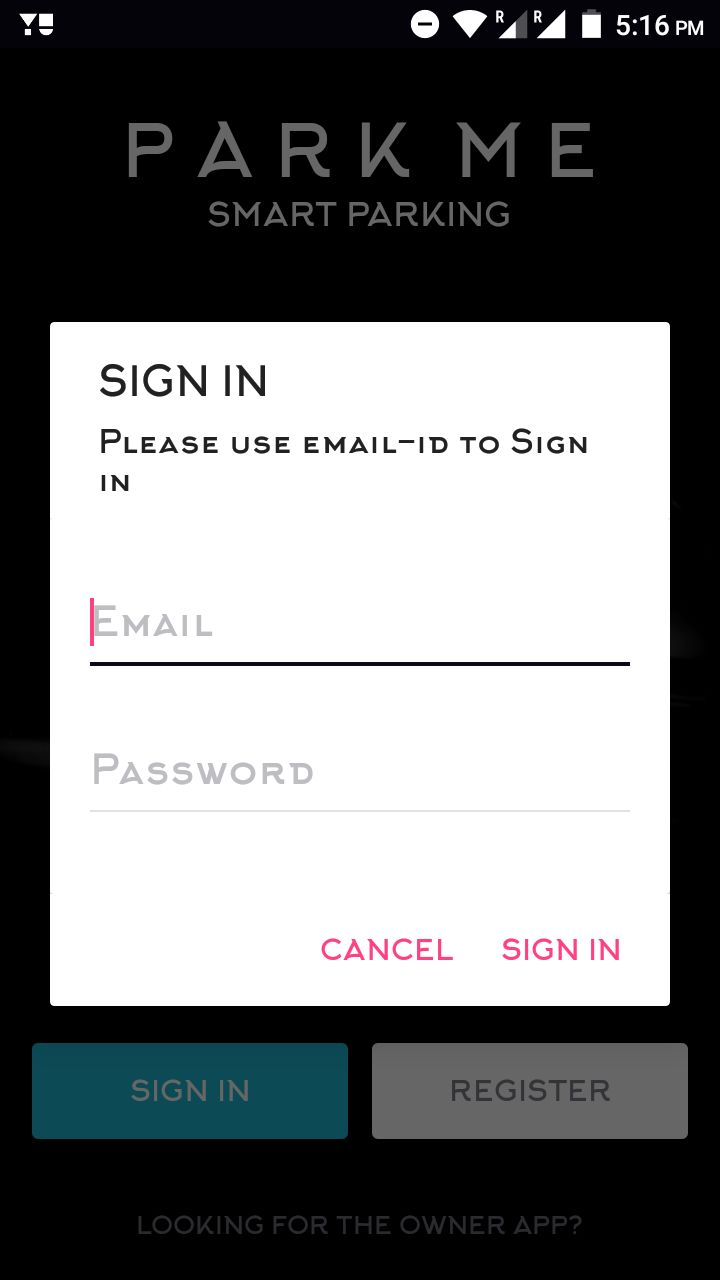 5:16 PM
PARK ME
SMART PARKING
SIGN IN
Please use email-id to Sign
in
Email
Password
CANCEL SIGN IN
SIGN IN REGISTER
LOOKING FOR THE OWNER APP?